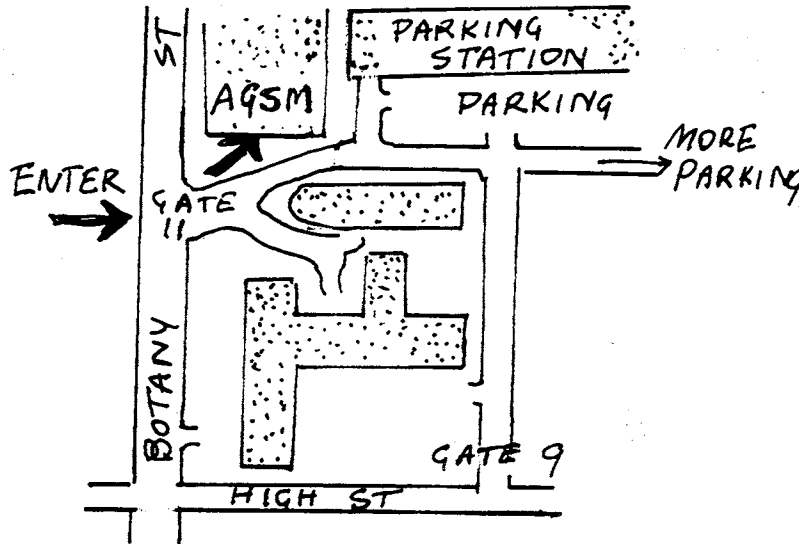 PARKING
STATION
AGSM
PARKING
MORE
PARKING
ENTER
GATE
11
BOTANY ST
GATE 9
HIGH ST